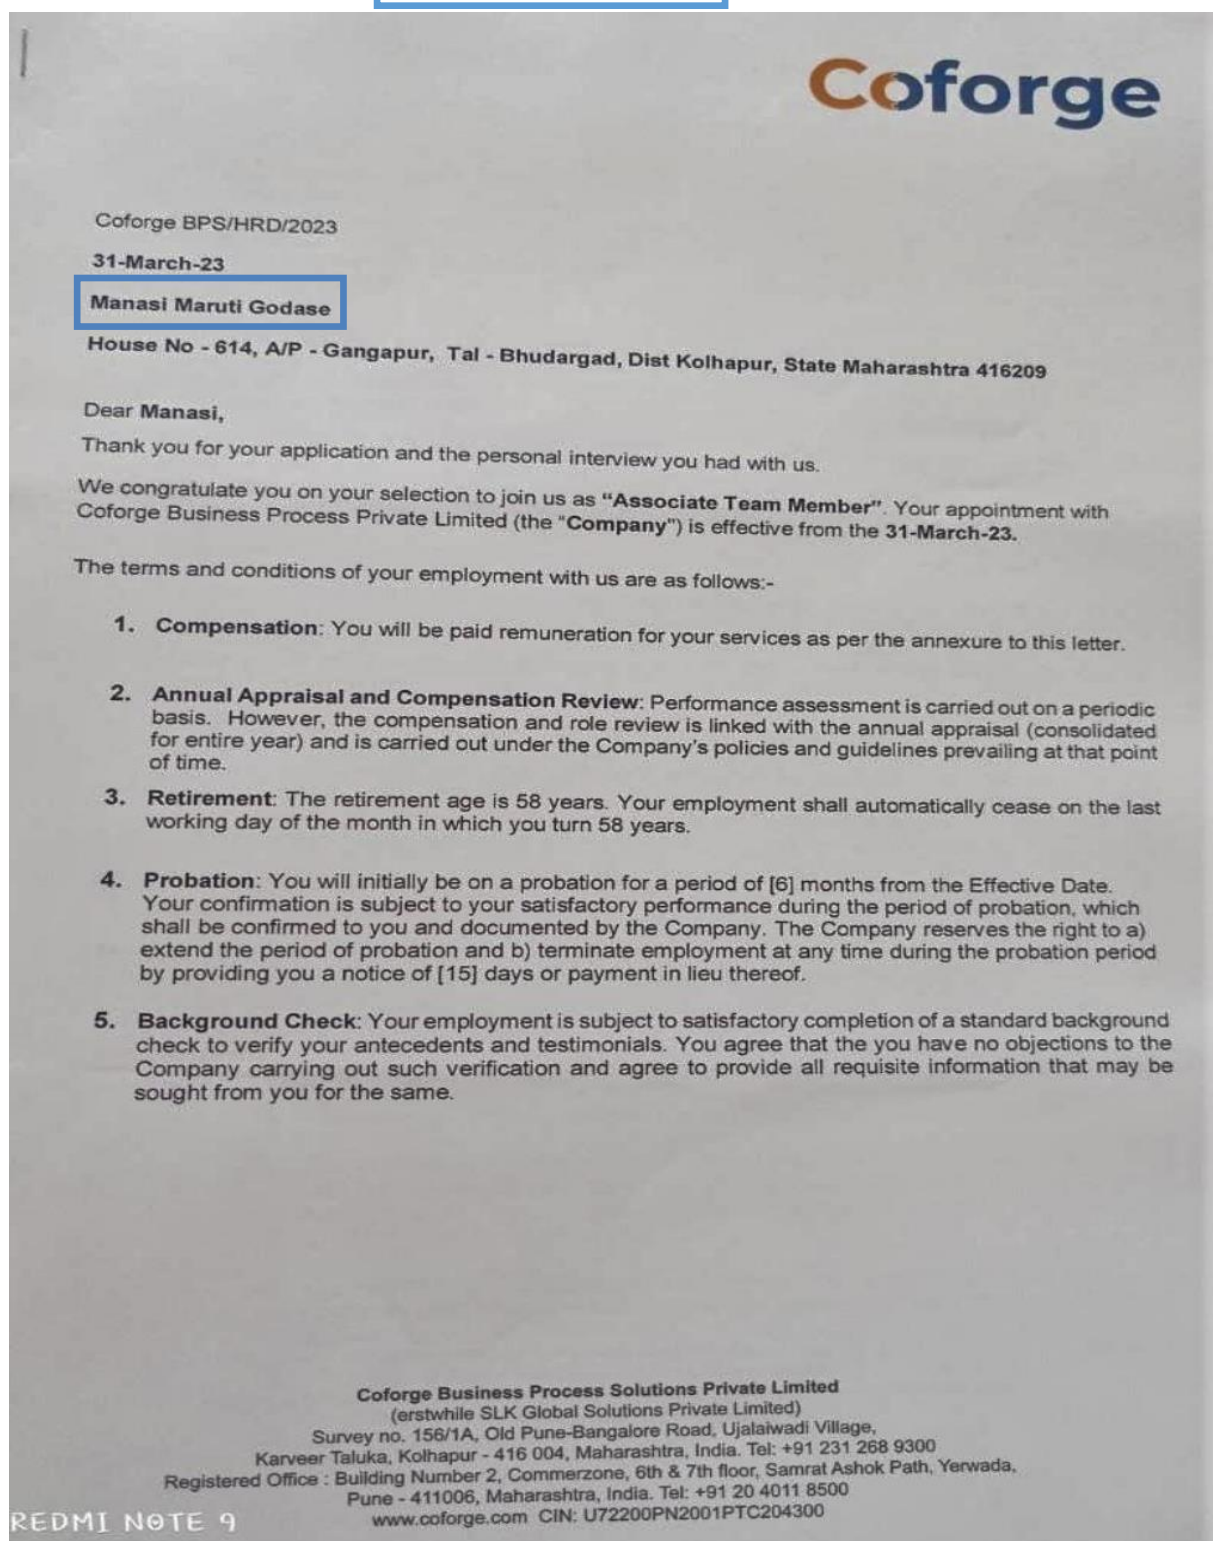 Coforge
Coforge BPS/HRD/2023
31-March-23
Manasi Maruti Godase
House No - 614, A/P - Gangapur, Tal - Bhudargad, Dist Kolhapur, State Maharashtra 416209
Dear Manasi,
Thank you for your application and the personal interview you had with us.
We congratulate you on your selection to join us as “Associate Team Member”. Your appointment with
Coforge Business Process Private Limited (the “Company”) is effective from the 31-March-23.
The terms and conditions of your employment with us are as follows:-
1. Compensation: You will be paid remuneration for your services as per the annexure to this letter.
2. Annual Appraisal and Compensation Review: Performance assessment is carried out on a periodic
basis. However, the compensation and role review is linked with the annual appraisal (consolidated
for entire year) and is carried out under the Company's policies and guidelines prevailing at that point
of time.
3. Retirement: The retirement age is 58 years. Your employment shall automatically cease on the last
working day of the month in which you turn 58 years.
4. Probation: You will initially be on a probation for a period of [6] months from the Effective Date.
Your confirmation is subject to your satisfactory performance during the period of probation, which
shall be confirmed to you and documented by the Company. The Company reserves the right to a)
extend the period of probation and b) terminate employment at any time during the probation period
by providing you a notice of [15] days or payment in lieu thereof.
5. Background Check: Your employment is subject to satisfactory completion of a standard background
check to verify your antecedents and testimonials. You agree that the you have no objections to the
Company carrying out such verification and agree to provide all requisite information that may be
sought from you for the same.
Coforge Business Process Solutions Private Limited
(erstwhile SLK Global Solutions Private Limited)
Survey no. 156/1A, Old Pune-Bangalore Road, Ujalaiwadi Village,
Karveer Taluka, Kolhapur - 416 004, Maharashtra, India. Tel: +91 231 268 9300
Registered Office : Building Number 2, Commerzone, 6th & 7th floor, Samrat Ashok Path, Yerwada,
Pune - 411006, Maharashtra, India. Tel: +91 20 4011 8500
www.coforge.com CIN: U72200PN2001PTC204300
REDMI NOTE 9